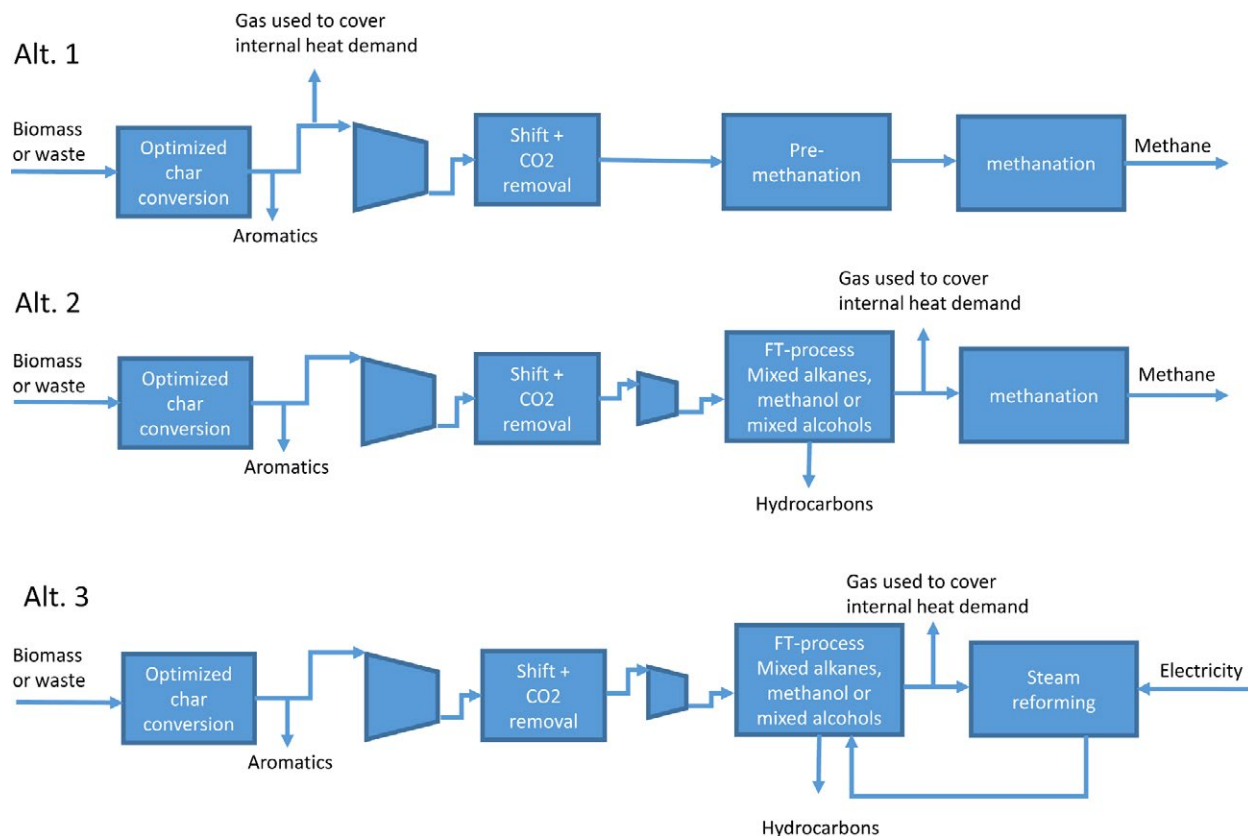 Alt. 1
Gas used to cover
internal heat demand
Biomass
or waste
Optimized
char
conversion
Aromatics
Shift +
CO2
removal
Pre-
methanation
methanation
Methane
Alt. 2
Gas used to cover
internal heat demand
Biomass
or waste
Optimized
char
conversion
Aromatics
Shift +
CO2
removal
FT-process
Mixed alkanes,
methanol or
mixed alcohols
Hydrocarbons
methanation
Methane
Alt. 3
Gas used to cover
internal heat demand
Biomass
or waste
Optimized
char
conversion
Aromatics
Shift +
CO2
removal
FT-process
Mixed alkanes,
methanol or
mixed alcohols
Hydrocarbons
Steam
reforming
Electricity